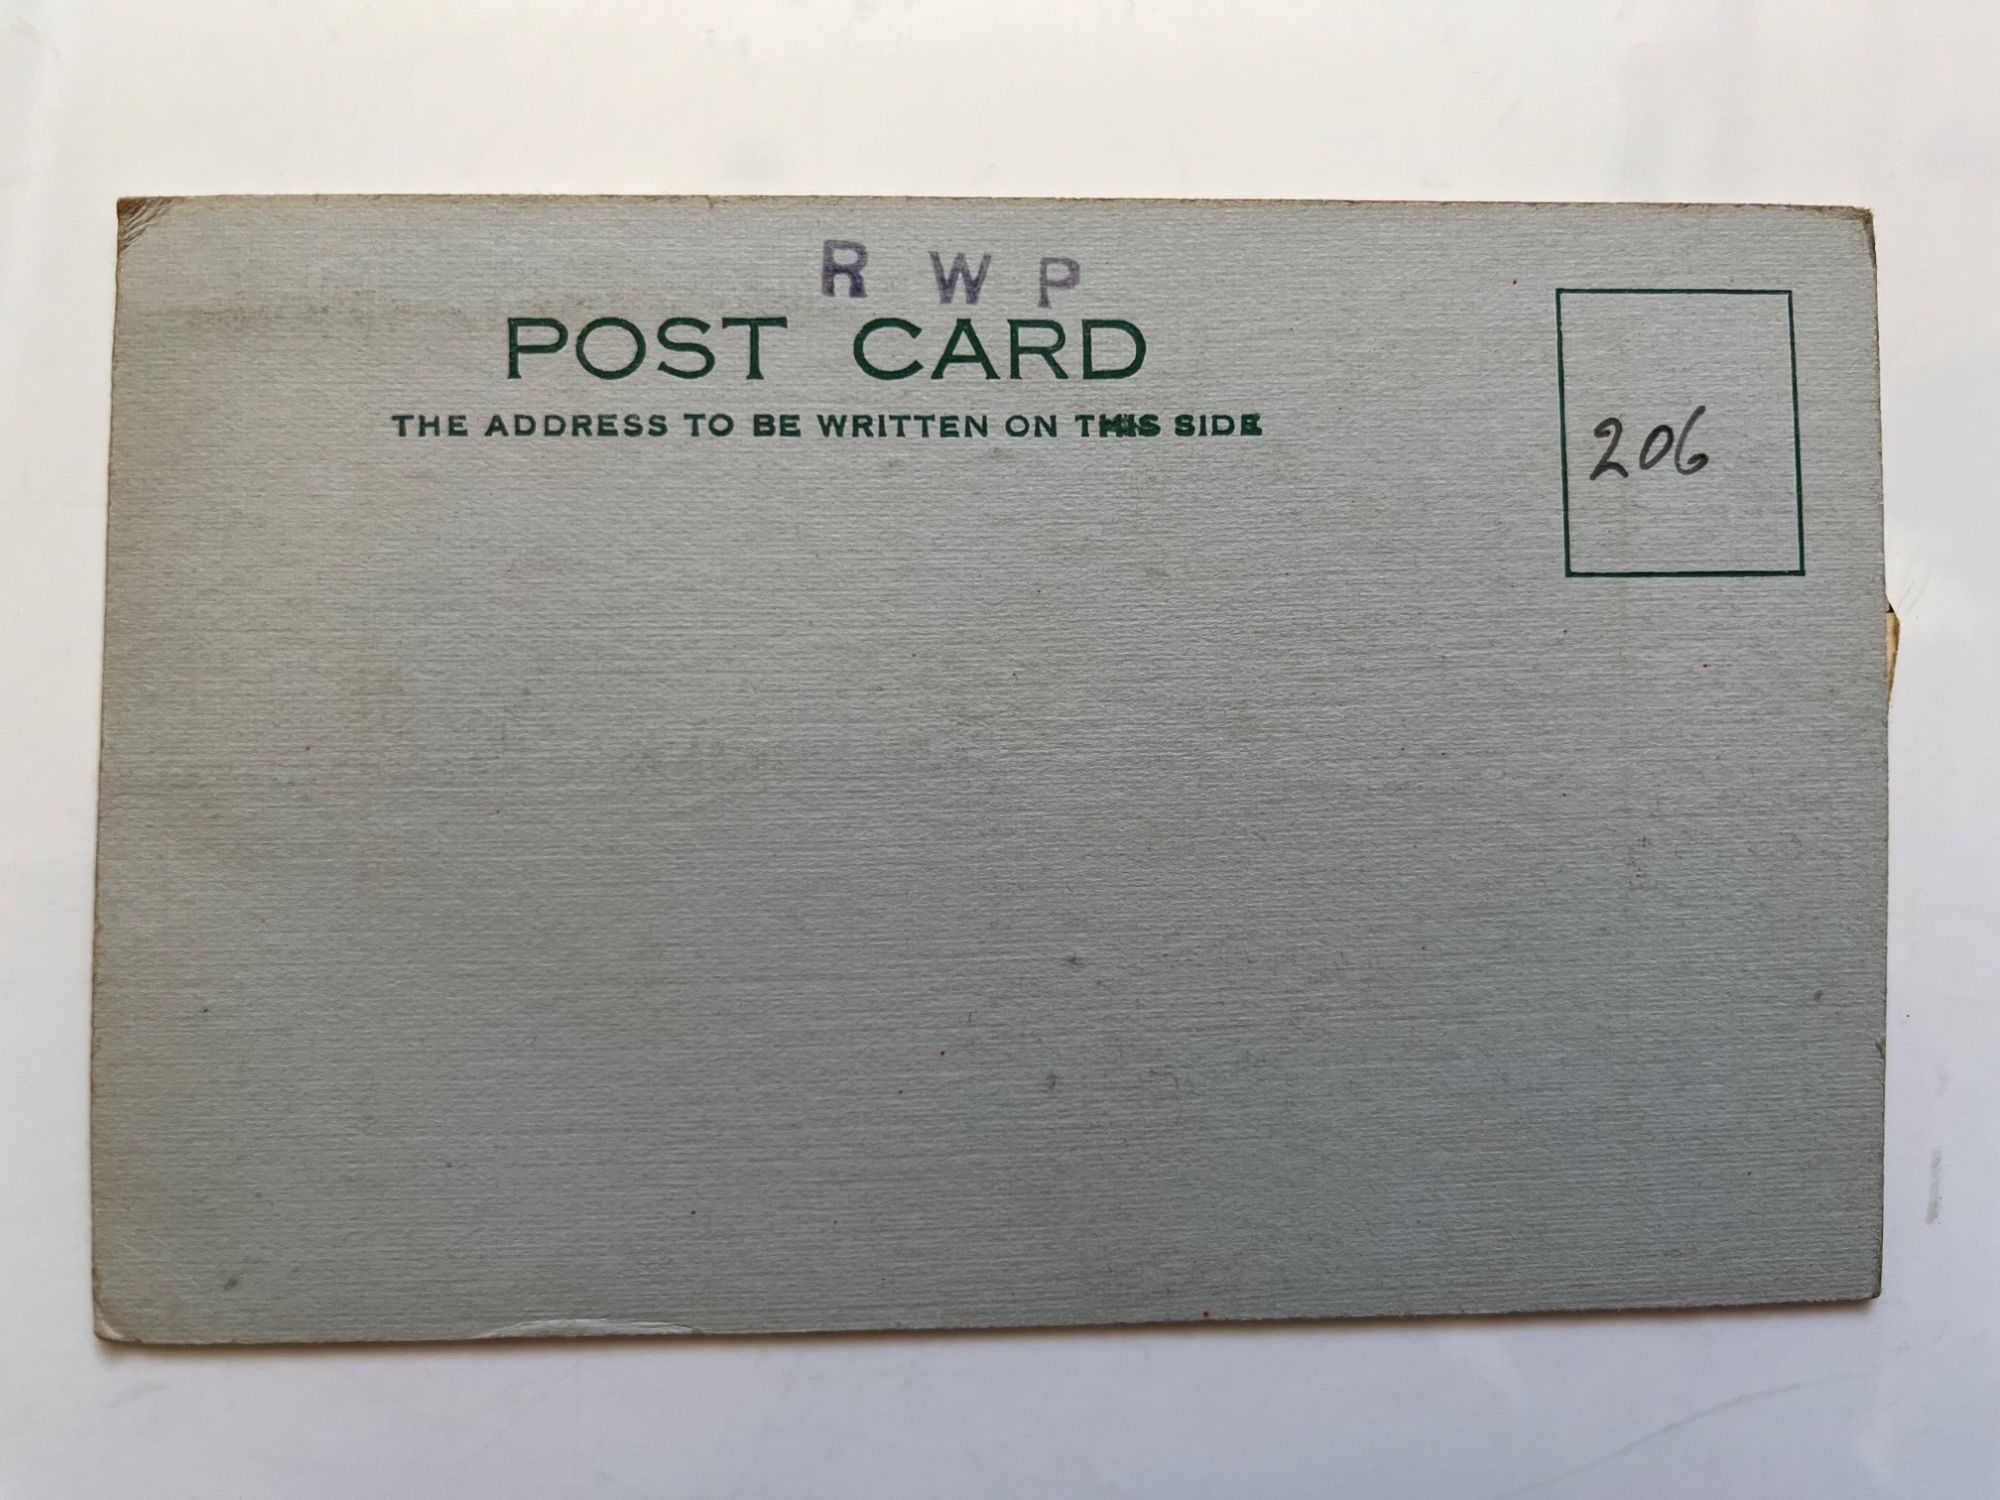 R W P
POST CARD
THE ADDRESS TO BE WRITTEN ON THIS SIDE
206